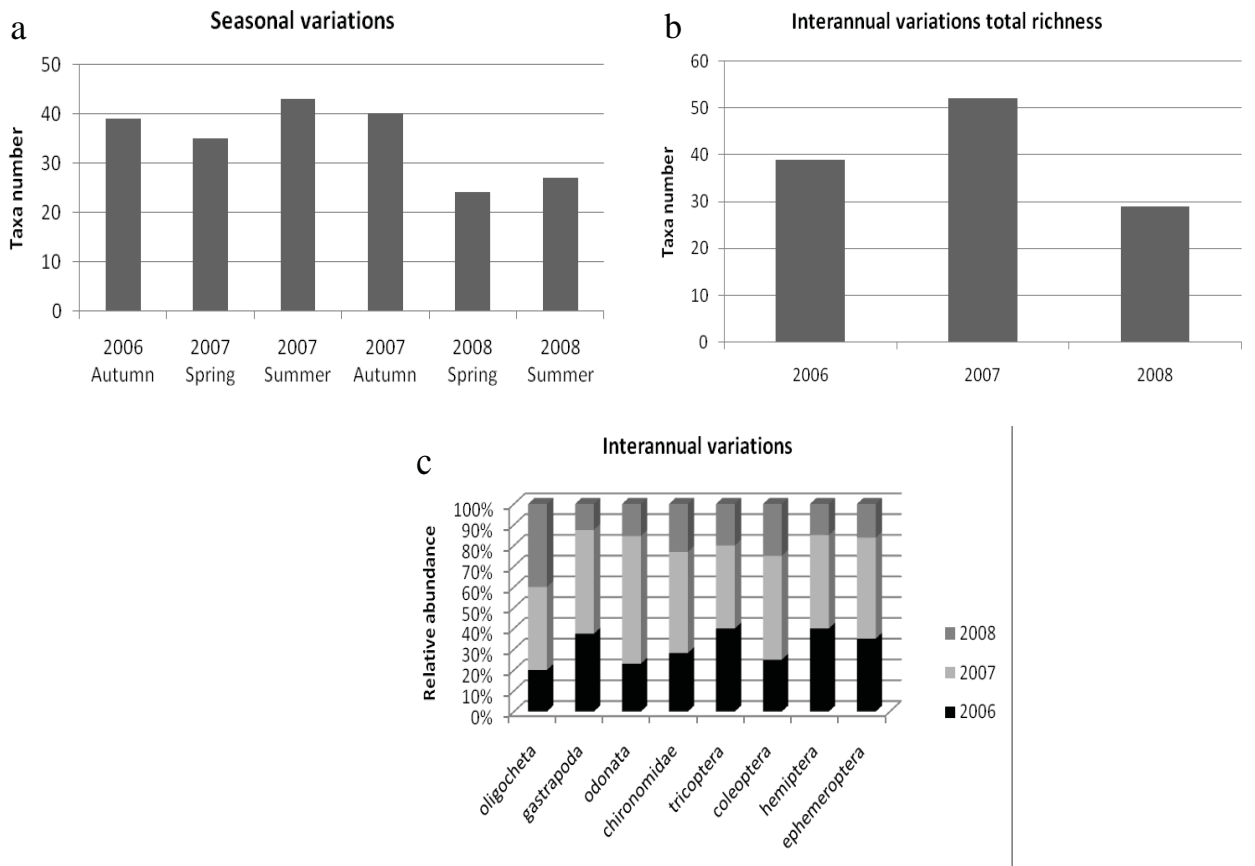 a
Seasonal variations
Taxa number
50
40
30
20
10
0
2006 2007 2007 2007 2008 2008
Autumn Spring Summer Autumn Spring Summer
b
Interannual variations total richness
Taxa number
60
50
40
30
20
10
0
2006 2007 2008
c
Interannual variations
Relative abundance
100%
90%
80%
70%
60%
50%
40%
30%
20%
10%
0%
oligocheta
gastrapoda
odonata
chironomidae
tricoptera
coleoptera
hemiptera
ephemeroptera
2008
2007
2006